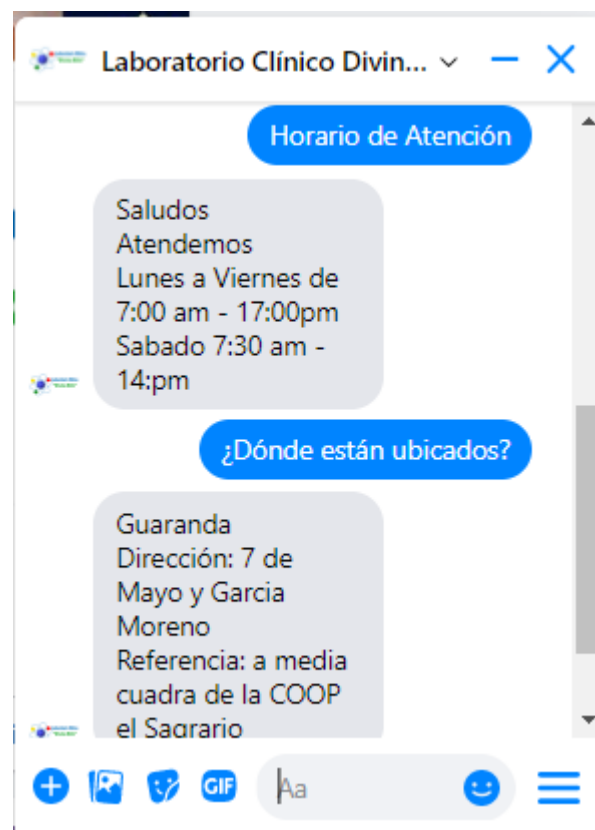 Laboratorio Clínico Divin...
Horario de Atención
Saludos
Atendemos
Lunes a Viernes de
7:00 am - 17:00pm
Sabado 7:30 am -
14:pm
¿Dónde están ubicados?
Guaranda
Dirección: 7 de
Mayo y Garcia
Moreno
Referencia: a media
cuadra de la COOP
el Sagrario
GIF
Aa